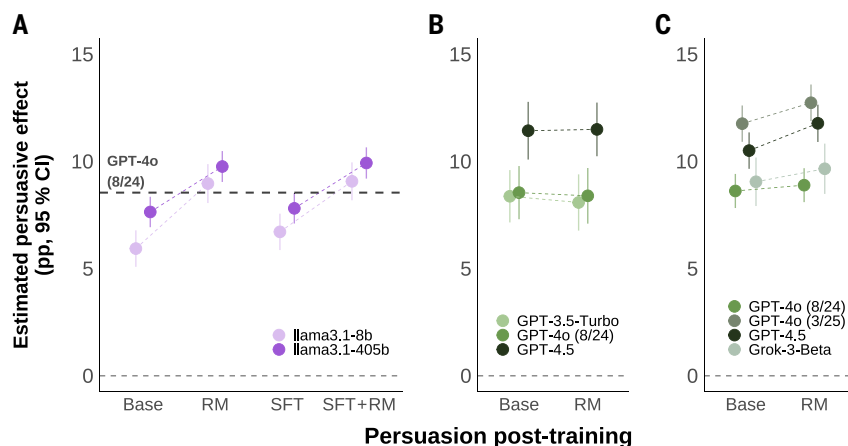 A
B
C
Estimated persuasive effect
(pp, 95 % CI)
15
10
5
0
GPT-4o
(8/24)
llama3.1-8b
llama3.1-405b
Base RM SFT SFT+RM
15
10
5
0
GPT-3.5-Turbo
GPT-4o (8/24)
GPT-4.5
Base RM
15
10
5
0
GPT-4o (8/24)
GPT-4o (3/25)
GPT-4.5
Grok-3-Beta
Base RM
Persuasion post-training